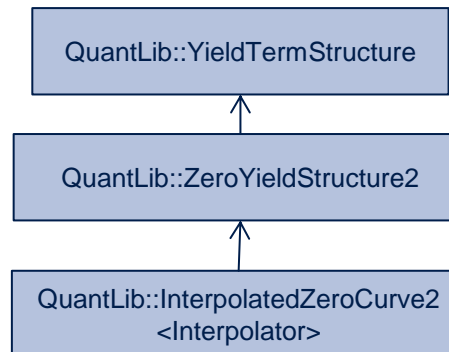 QuantLib::YieldTermStructure
QuantLib::ZeroYieldStructure2
QuantLib::InterpolatedZeroCurve2
<Interpolator>